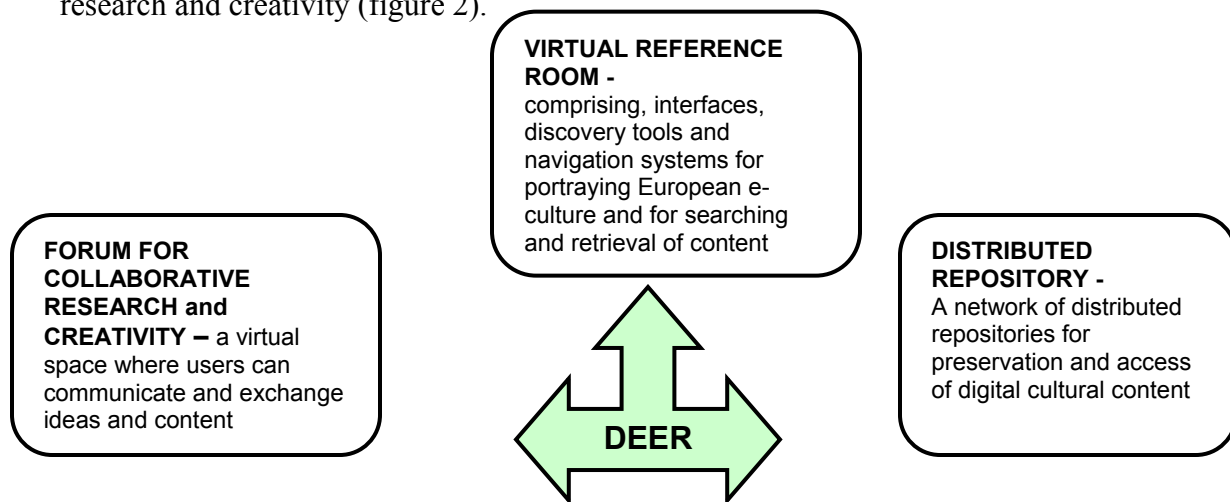 research and creativity (figure 2).
VIRTUAL REFERENCE
ROOM -
comprising, interfaces,
discovery tools and
navigation systems for
portraying European e-
culture and for searching
and retrieval of content
FORUM FOR
COLLABORATIVE
RESEARCH and
CREATIVITY – a virtual
space where users can
communicate and exchange
ideas and content
DISTRIBUTED
REPOSITORY -
A network of distributed
repositories for
preservation and access
of digital cultural content
DEER